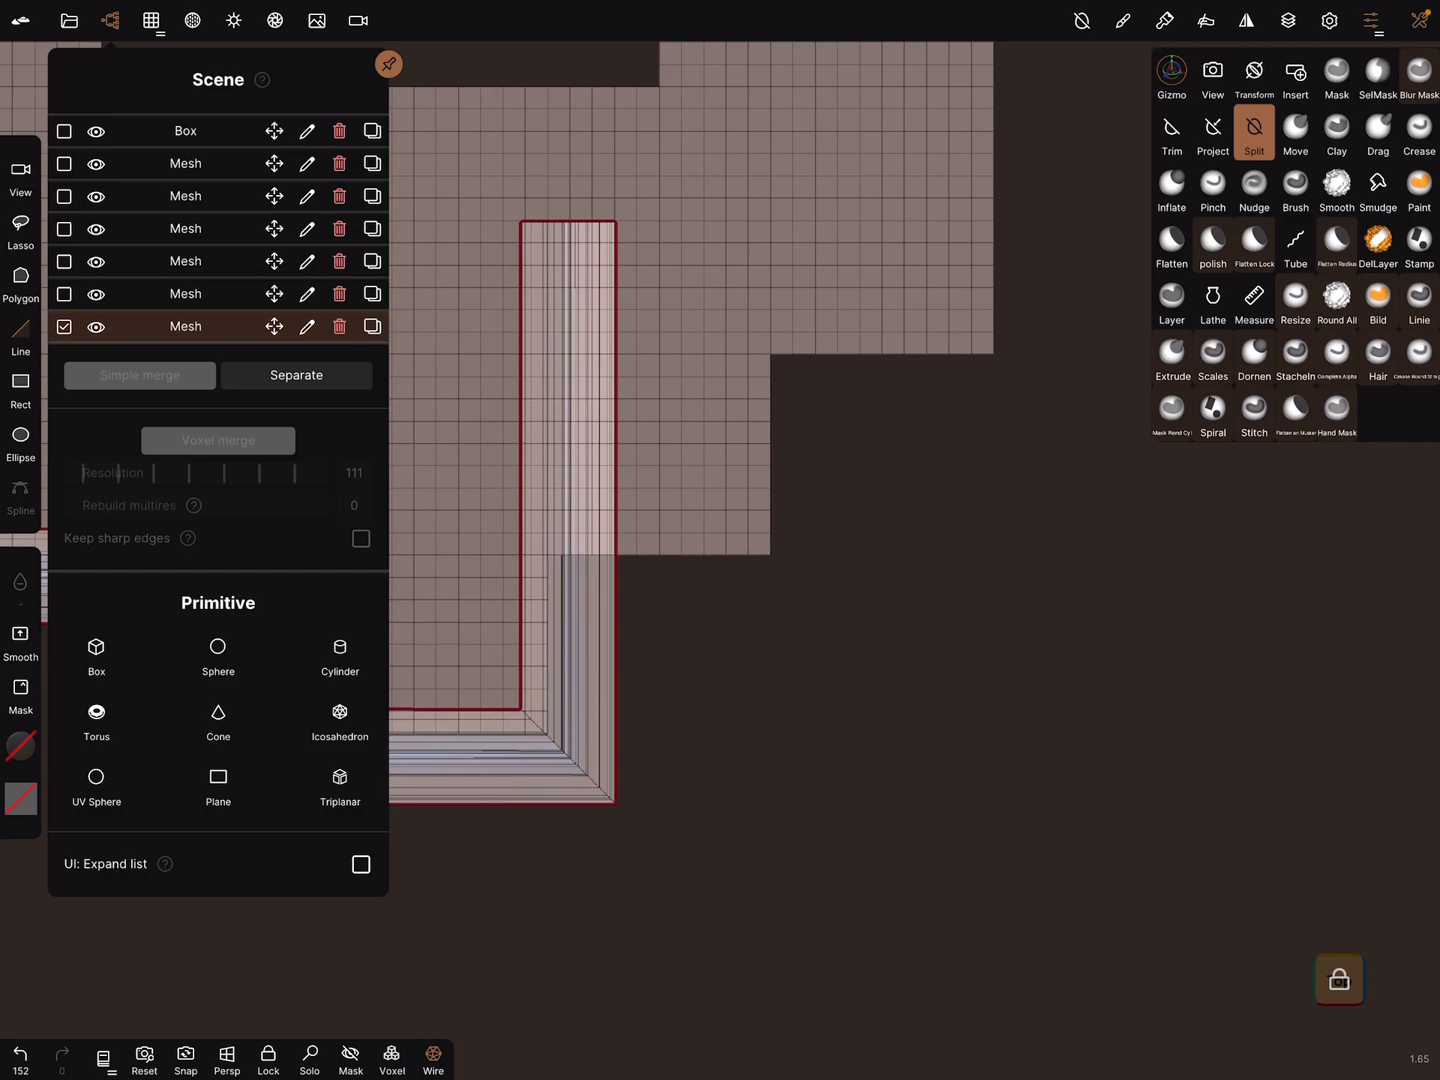 Scene
Box
Mesh
Mesh
Mesh
Mesh
Mesh
Mesh
Simple merge
Separate
Voxel merge
Resolution 111
Rebuild multires 0
Keep sharp edges
Primitive
Box
Sphere
Cylinder
Torus
Cone
Icosahedron
UV Sphere
Plane
Triplanar
UI: Expand list
View
Lasso
Polygon
Line
Rect
Ellipse
Spline
-
Smooth
Mask
Gizmo View Transform Insert Mask SelMask Blur Mask
Trim Project Split Move Clay Drag Crease
Inflate Pinch Nudge Brush Smooth Smudge Paint
Flatten polish Flatten Lock Tube Flatten Radius DelLayer Stamp
Layer Lathe Measure Resize Round All Bild Linie
Extrude Scales Dornen Stacheln Complete Alpha Hair
Spiral Stitch Hand Mask
152 0 Reset Snap Persp Lock Solo Mask Voxel Wire
1.65